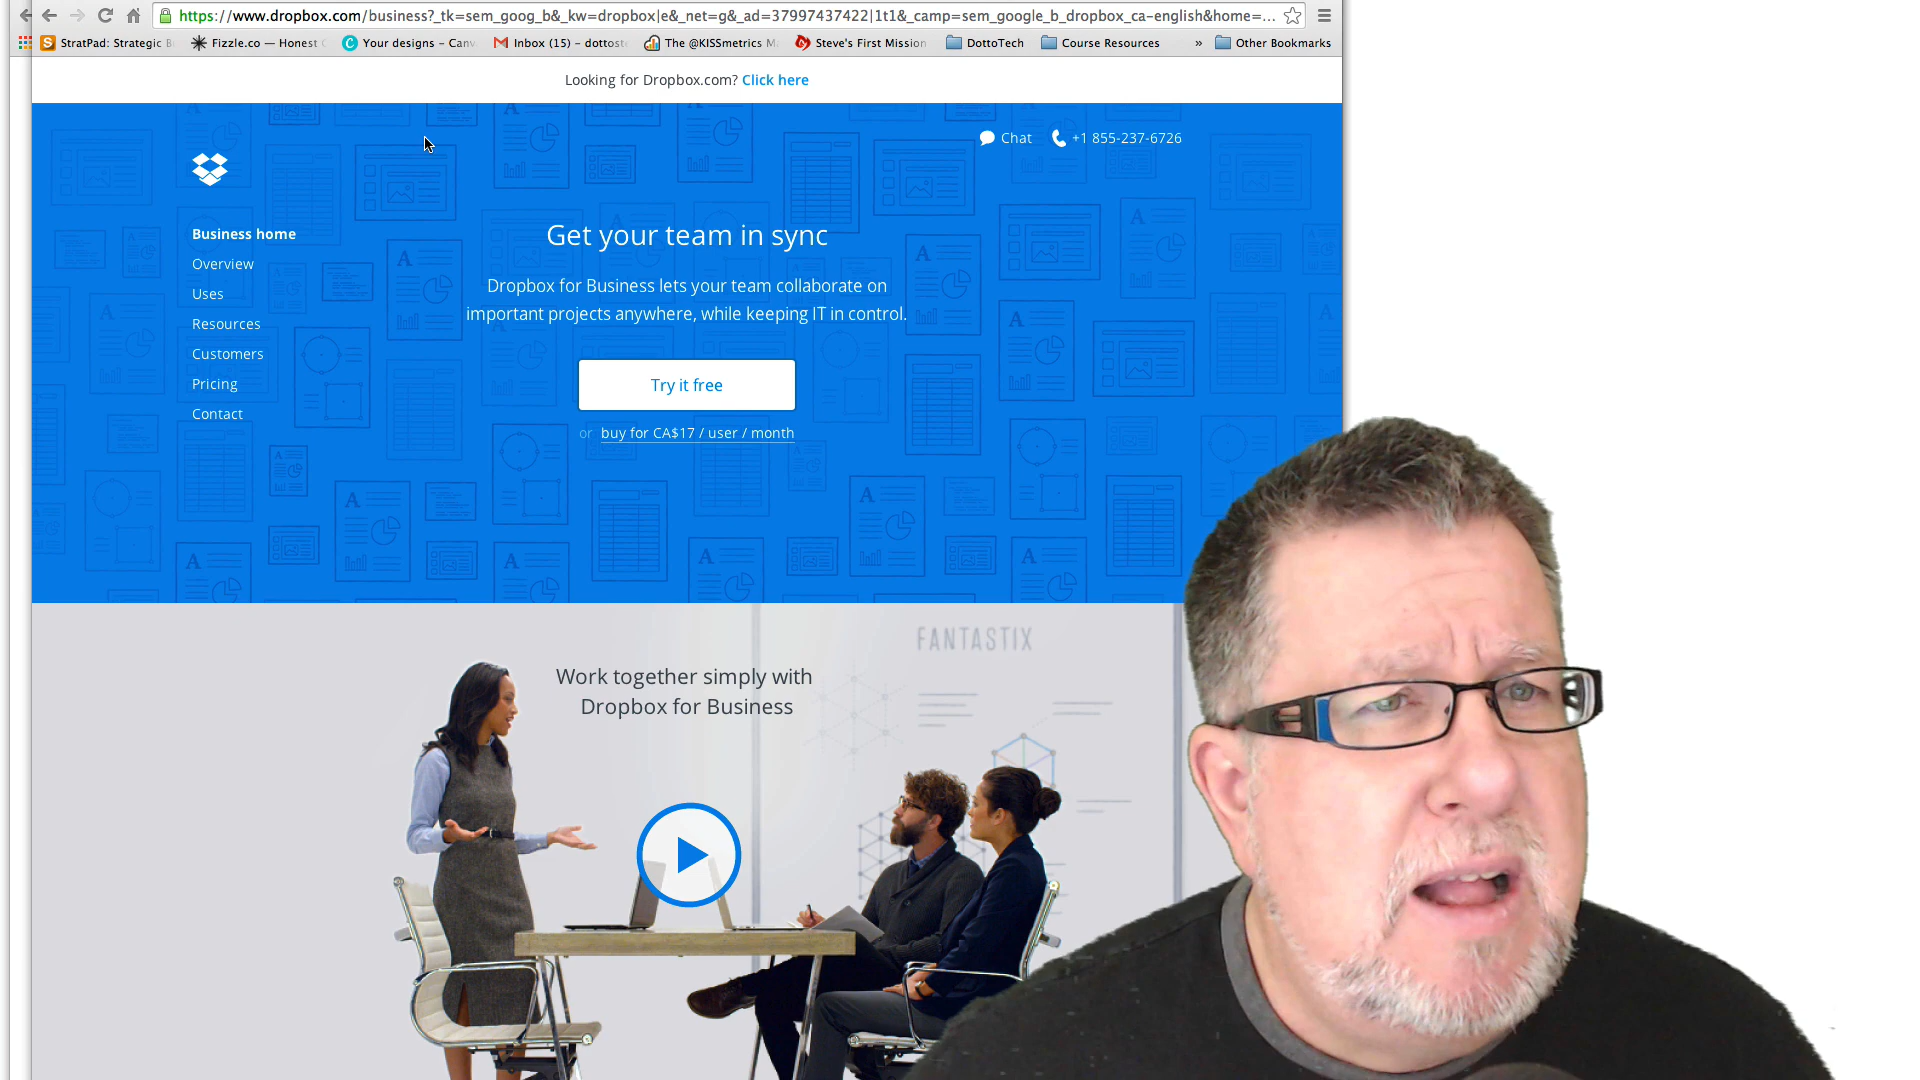 https://www.dropbox.com/business?_tk=sem_goog_b&_kw=dropbox|e&_net=g&_ad=37997437422|1t1&_camp=sem_google_b_dropbox_ca-english&home=...
StratPad: Strategic B Fizzle.co — Honest Your designs – Canv Inbox (15) – dottost The @KISSmetrics M Steve's First Mission DottoTech Course Resources » Other Bookmarks
Looking for Dropbox.com? Click here
Chat +1 855-237-6726
Business home
Overview
Uses
Resources
Customers
Pricing
Contact
Get your team in sync
Dropbox for Business lets your team collaborate on
important projects anywhere, while keeping IT in control.
Try it free
or buy for CA$17 / user / month
FANTASTIX
Work together simply with
Dropbox for Business